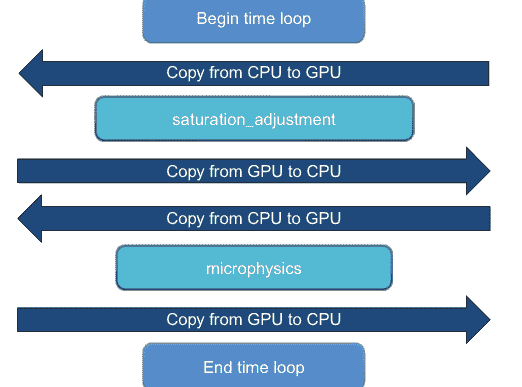 Begin time loop
Copy from CPU to GPU
saturation_adjustment
Copy from GPU to CPU
Copy from CPU to GPU
microphysics
Copy from GPU to CPU
End time loop